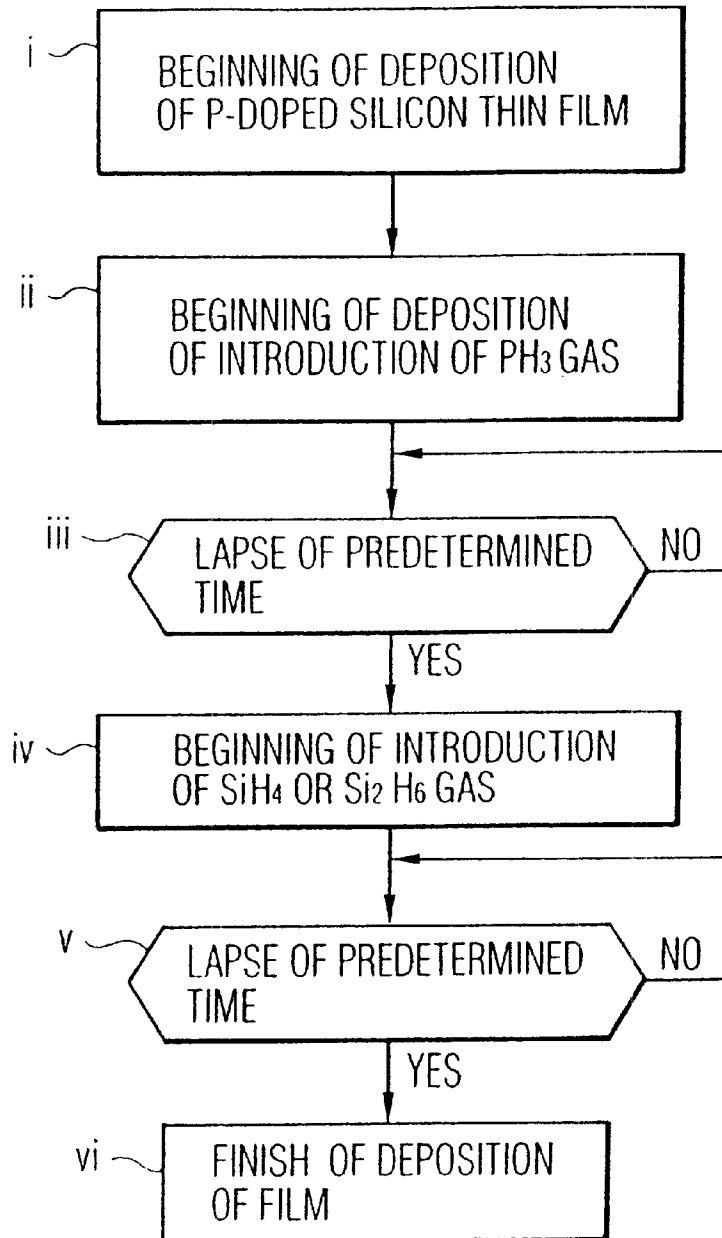 i
BEGINNING OF DEPOSITION
OF P-DOPED SILICON THIN FILM
ii
BEGINNING OF DEPOSITION
OF INTRODUCTION OF PH₃ GAS
iii
LAPSE OF PREDETERMINED
TIME
NO
YES
iv
BEGINNING OF INTRODUCTION
OF SiH₄ OR Si₂ H₆ GAS
v
LAPSE OF PREDETERMINED
TIME
NO
YES
vi
FINISH OF DEPOSITION
OF FILM